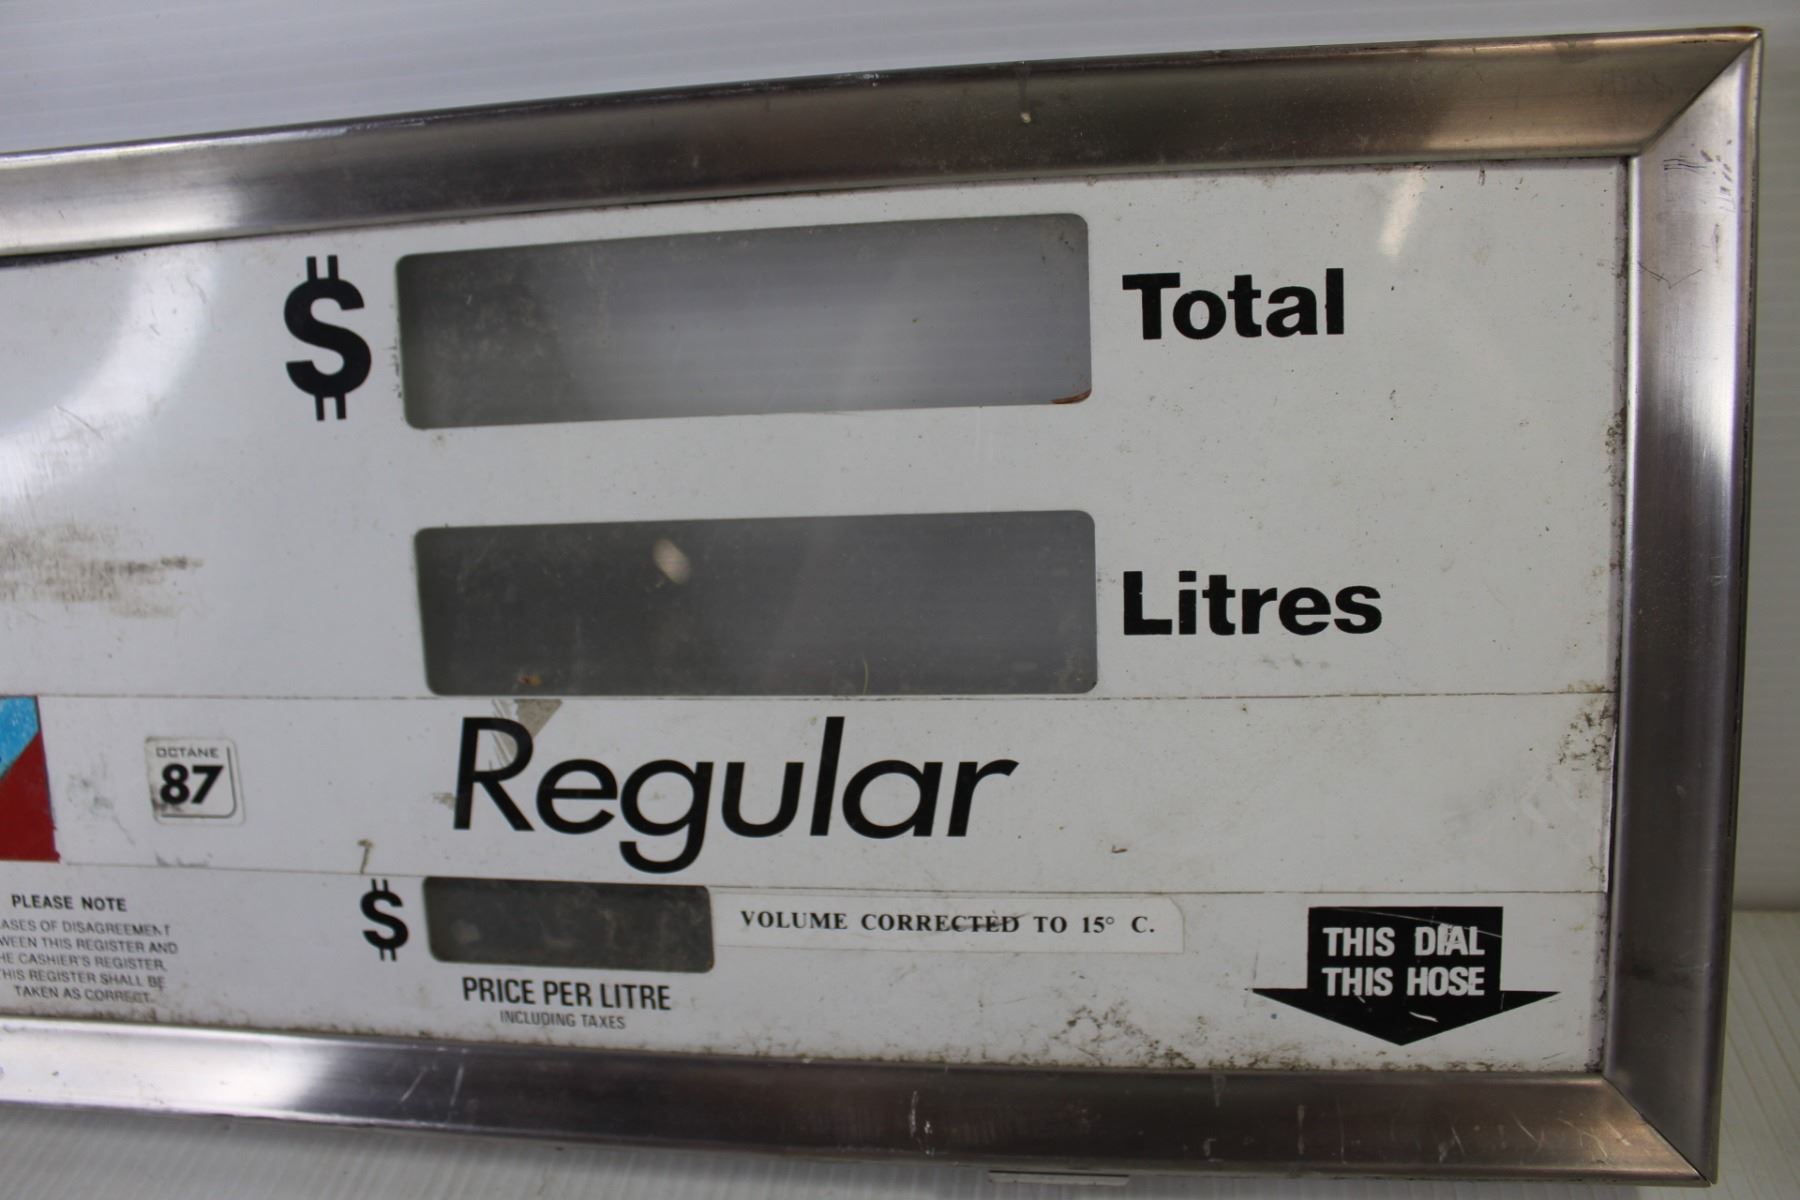 $ Total
Litres
OCTANE
87
Regular
PLEASE NOTE
ASES OF DISAGREEMENT
WEEN THIS REGISTER AND
HE CASHIER'S REGISTER,
HIS REGISTER SHALL BE
TAKEN AS CORRECT.
$
VOLUME CORRECTED TO 15° C.
PRICE PER LITRE
INCLUDING TAXES
THIS DIAL
THIS HOSE